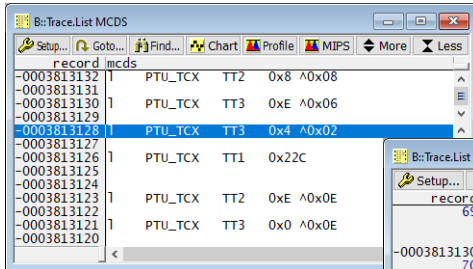 B::Trace.List MCDS
Setup... Goto... Find... Chart Profile MIPS More Less
record mcds
-0003813132 ] PTU_TCX TT2 0x8 ^0x08
-0003813131
-0003813130 ] PTU_TCX TT3 0xE ^0x06
-0003813129
-0003813128 ] PTU_TCX TT3 0x4 ^0x02
-0003813127
-0003813126 ] PTU_TCX TT1 0x22C
-0003813125
-0003813124
-0003813123 ] PTU_TCX TT2 0xE ^0x0E
-0003813122
-0003813121 ] PTU_TCX TT3 0x0 ^0x0E
-0003813120
B::Trace.List
Setup...
record
-0003813130